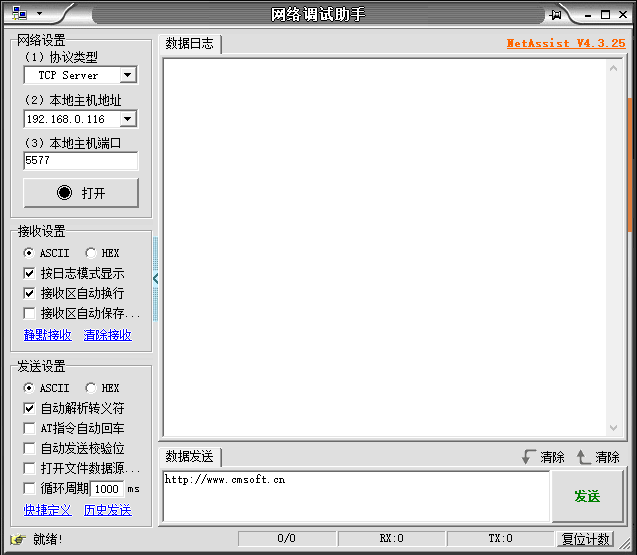 网络调试助手
网络设置
（1）协议类型
TCP Server
（2）本地主机地址
192.168.0.116
（3）本地主机端口
5577
打开
接收设置
ASCII HEX
按日志模式显示
接收区自动换行
接收区自动保存...
静默接收 清除接收
发送设置
ASCII HEX
自动解析转义符
AT指令自动回车
自动发送校验位
打开文件数据源...
循环周期 1000 ms
快捷定义 历史发送
数据日志 NetAssist V4.3.25
数据发送 清除 清除
http://www.cmsoft.cn
发送
就绪! 0/0 RX:0 TX:0 复位计数